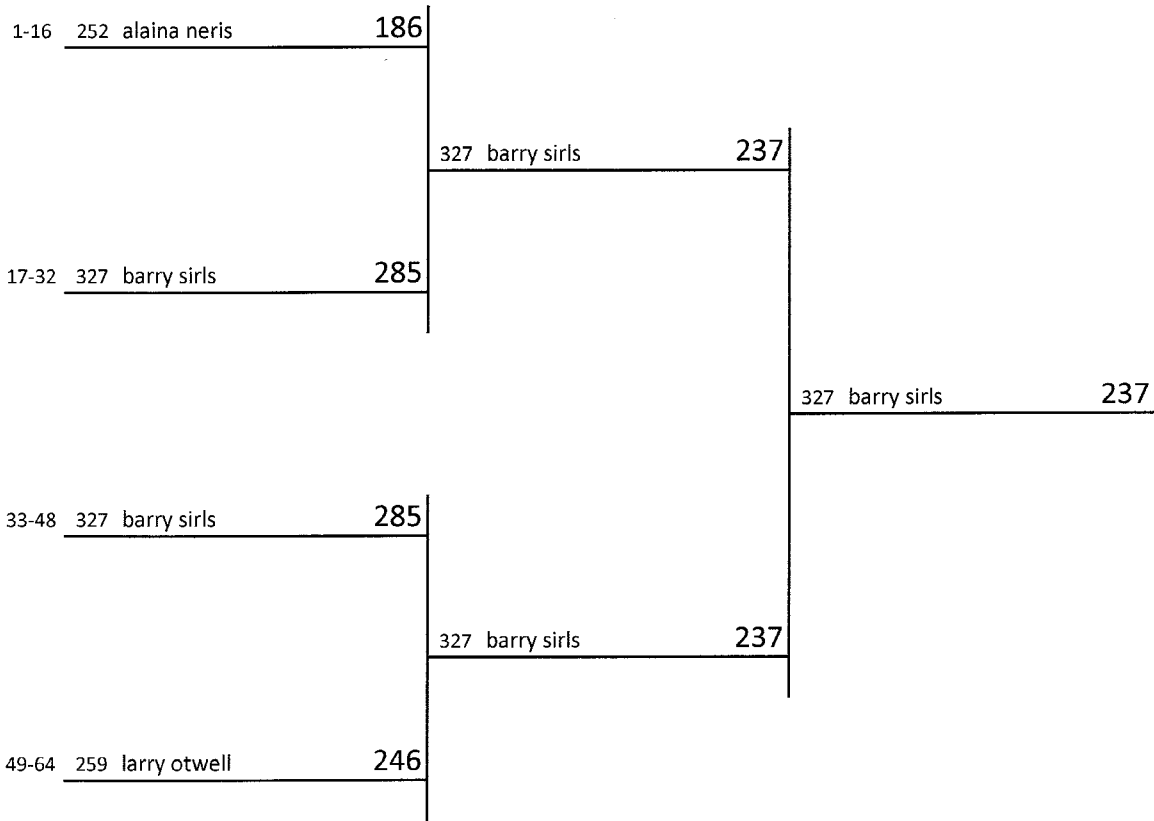 1-16 252 alaina neris 186
327 barry sirls 237
17-32 327 barry sirls 285
327 barry sirls 237
33-48 327 barry sirls 285
327 barry sirls 237
49-64 259 larry otwell 246